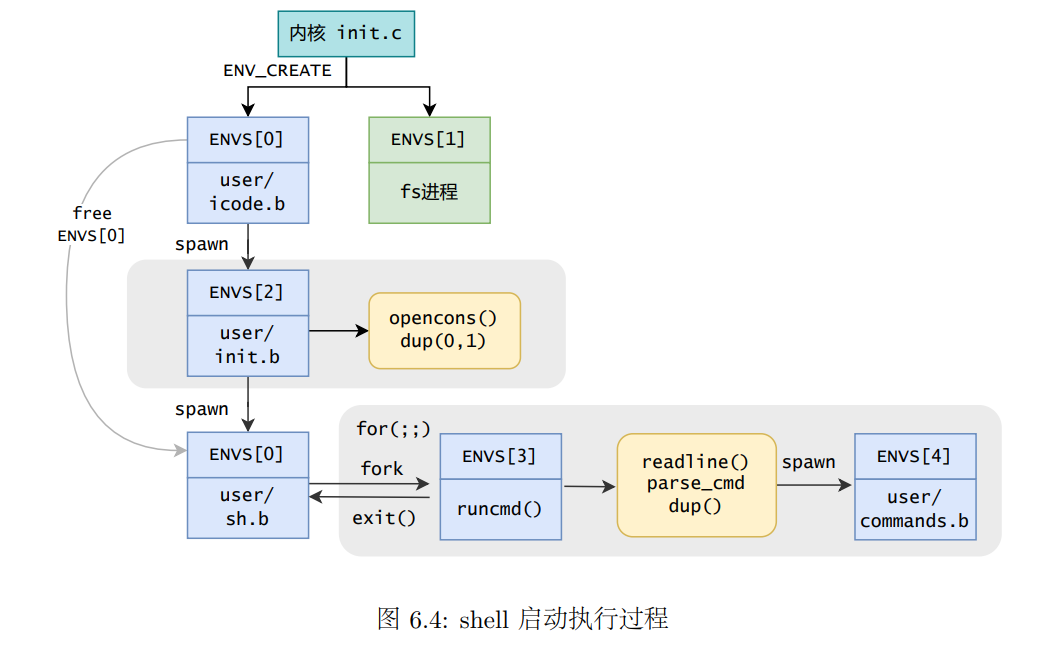 内核 init.c
ENV_CREATE
ENVS[0]
user/
icode.b
ENVS[1]
fs进程
free
ENVS[0]
spawn
ENVS[2]
user/
init.b
opencons()
dup(0,1)
spawn
ENVS[0]
user/
sh.b
for(;;)
fork
exit()
ENVS[3]
runcmd()
readline()
parse_cmd
dup()
spawn
ENVS[4]
user/
commands.b
图 6.4: shell 启动执行过程